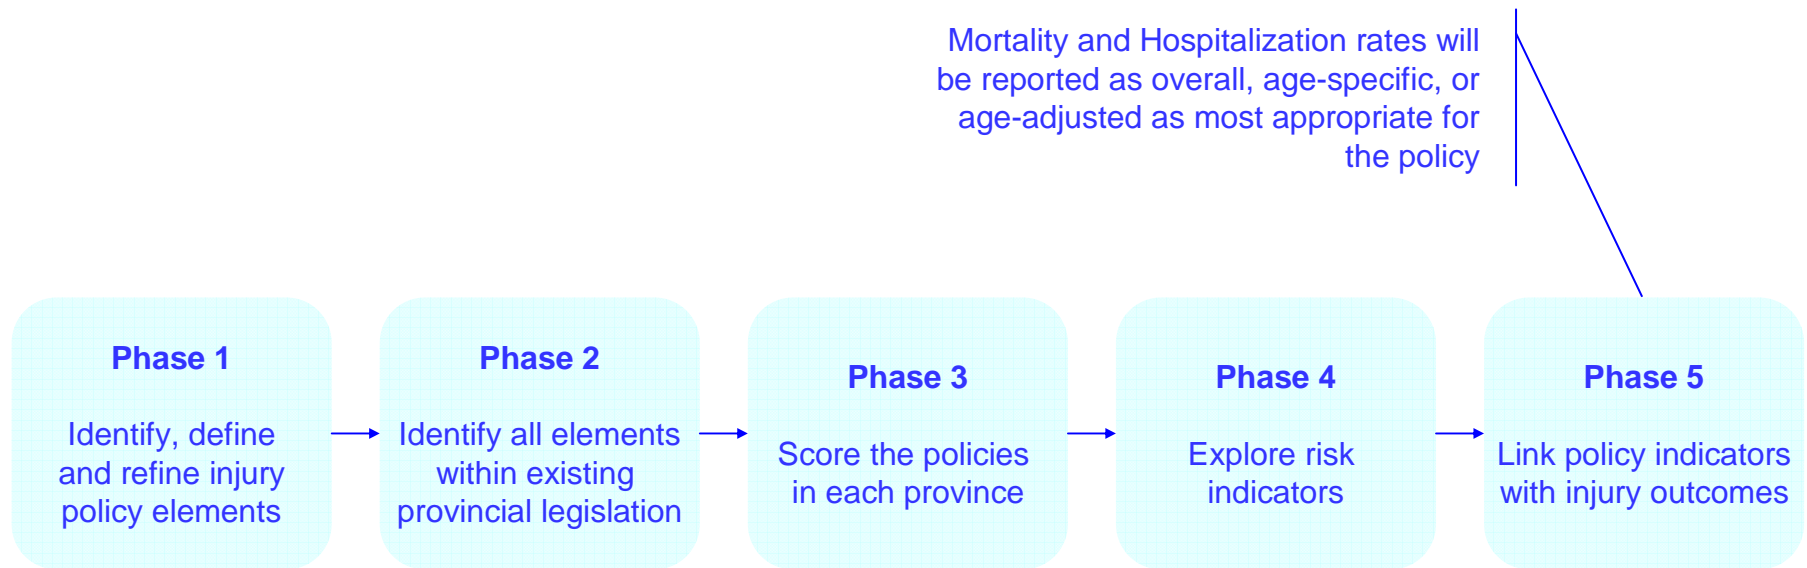 Mortality and Hospitalization rates will
be reported as overall, age-specific, or
age-adjusted as most appropriate for
the policy
Phase 1
Identify, define
and refine injury
policy elements
Phase 2
Identify all elements
within existing
provincial legislation
Phase 3
Score the policies
in each province
Phase 4
Explore risk
indicators
Phase 5
Link policy indicators
with injury outcomes